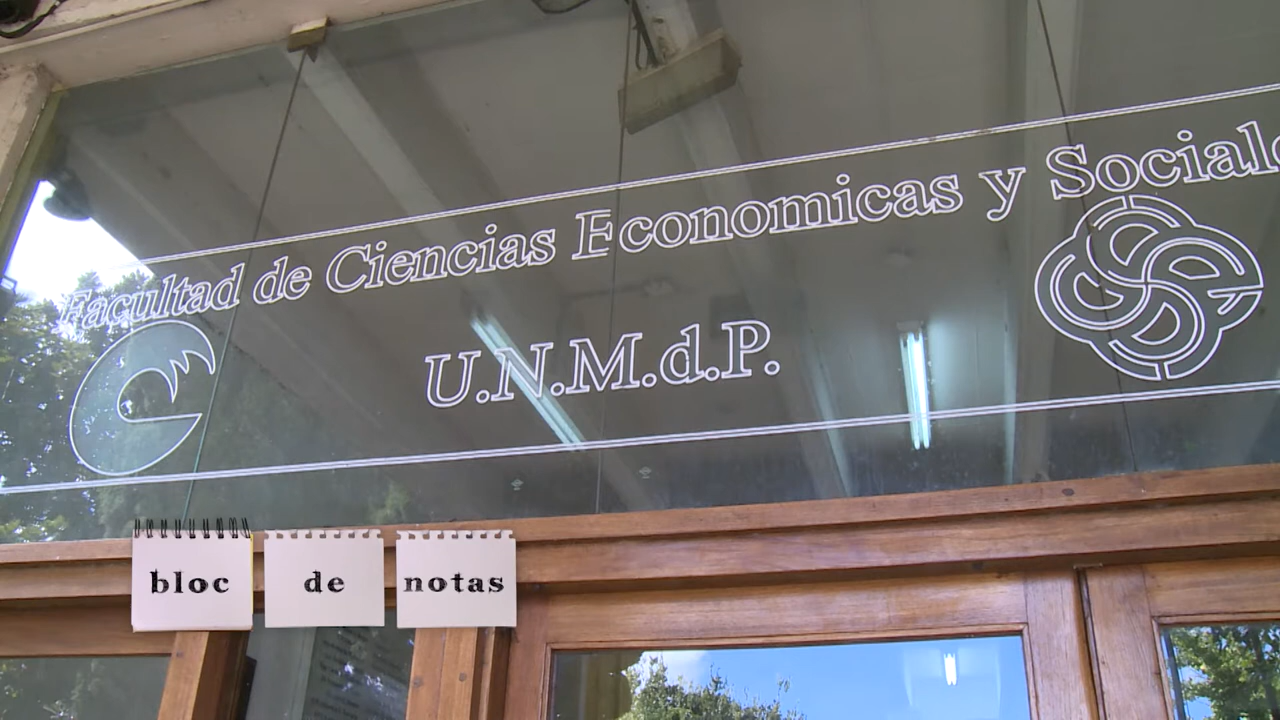 Facultad de Ciencias Economicas y Sociale
U.N.M.d.P.
bloc de notas